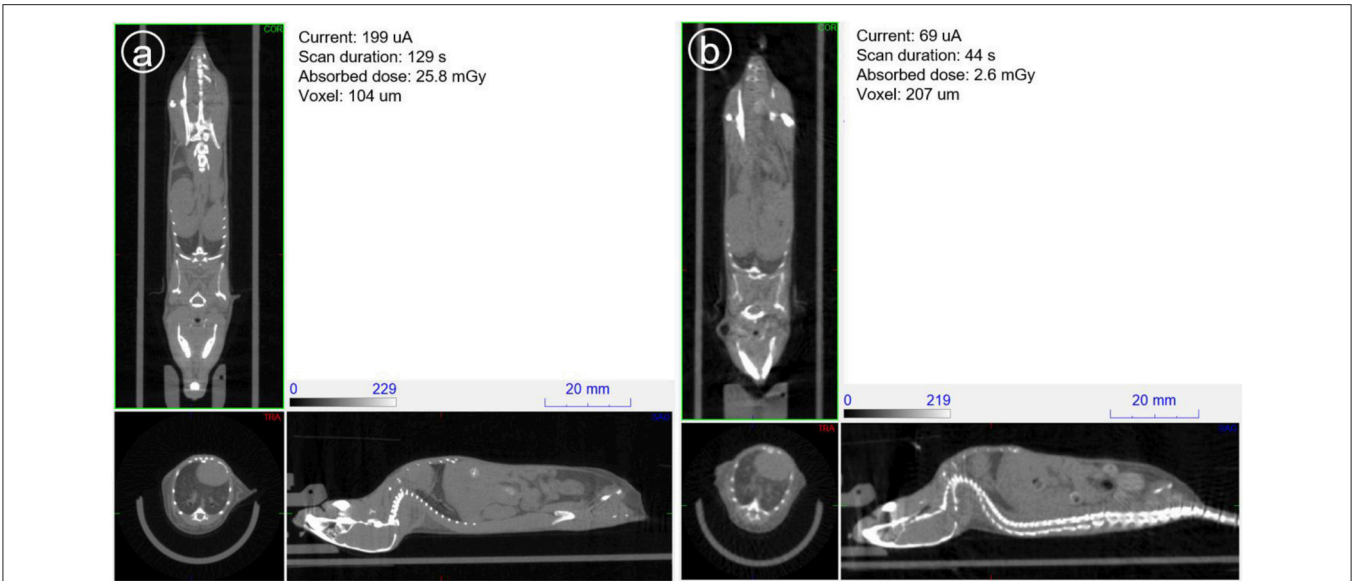 a
COR
Current: 199 uA
Scan duration: 129 s
Absorbed dose: 25.8 mGy
Voxel: 104 um
0 229
20 mm
TRA
SAG
b
COR
Current: 69 uA
Scan duration: 44 s
Absorbed dose: 2.6 mGy
Voxel: 207 um
0 219
20 mm
TRA
SAG